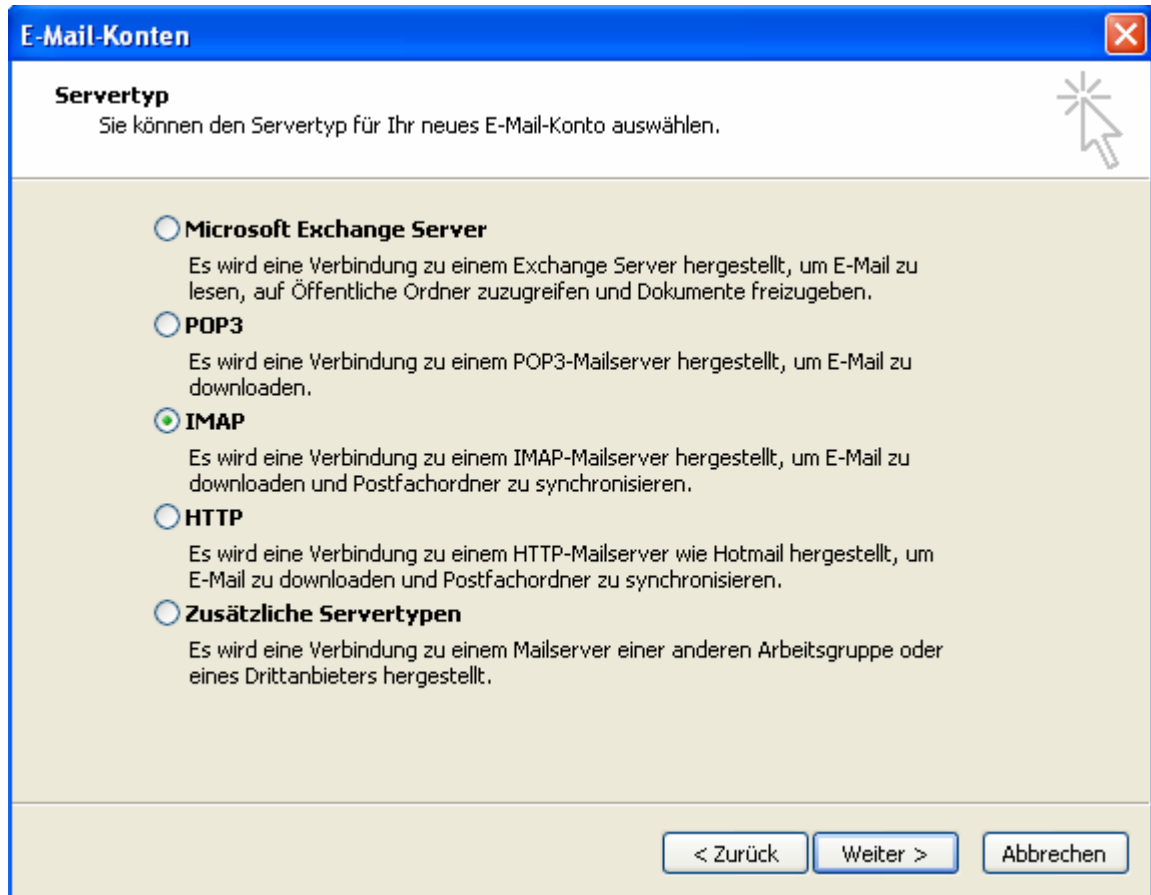 E-Mail-Konten
Servertyp
Sie können den Servertyp für Ihr neues E-Mail-Konto auswählen.
Microsoft Exchange Server
Es wird eine Verbindung zu einem Exchange Server hergestellt, um E-Mail zu
lesen, auf Öffentliche Ordner zuzugreifen und Dokumente freizugeben.
POP3
Es wird eine Verbindung zu einem POP3-Mailserver hergestellt, um E-Mail zu
downloaden.
IMAP
Es wird eine Verbindung zu einem IMAP-Mailserver hergestellt, um E-Mail zu
downloaden und Postfachordner zu synchronisieren.
HTTP
Es wird eine Verbindung zu einem HTTP-Mailserver wie Hotmail hergestellt, um
E-Mail zu downloaden und Postfachordner zu synchronisieren.
Zusätzliche Servertypen
Es wird eine Verbindung zu einem Mailserver einer anderen Arbeitsgruppe oder
eines Drittanbieters hergestellt.
< Zurück Weiter > Abbrechen